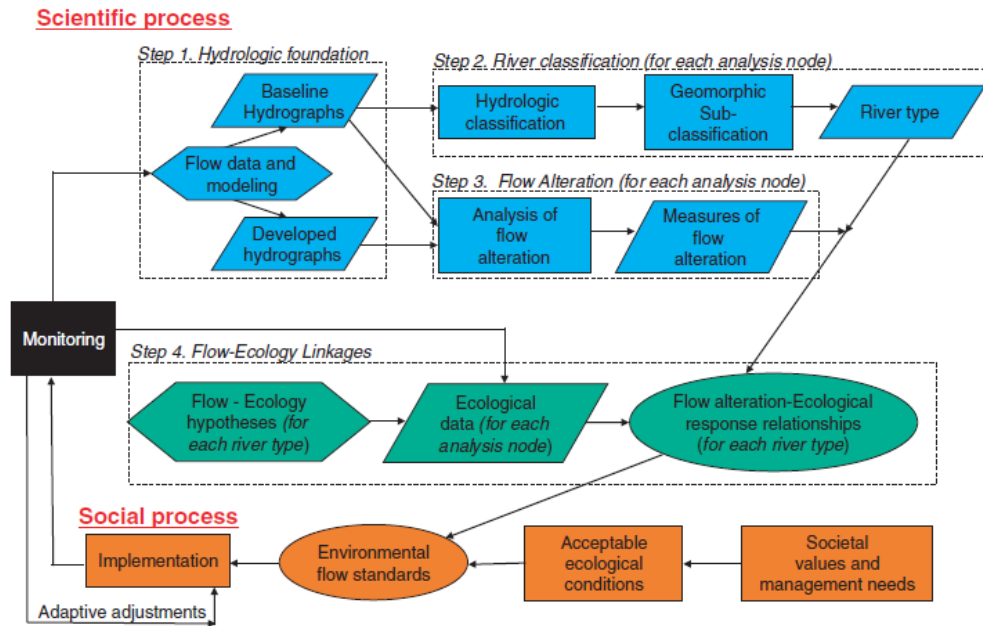 Scientific process
Step 1. Hydrologic foundation
Baseline
Hydrographs
Flow data and
modeling
Developed
hydrographs
Step 2. River classification (for each analysis node)
Hydrologic
classification
Geomorphic
Sub-
classification
River type
Step 3. Flow Alteration (for each analysis node)
Analysis of
flow
alteration
Measures of
flow
alteration
Monitoring
Step 4. Flow-Ecology Linkages
Flow - Ecology
hypotheses (for
each river type)
Ecological
data (for each
analysis node)
Flow alteration-Ecological
response relationships
(for each river type)
Social process
Implementation
Environmental
flow standards
Acceptable
ecological
conditions
Societal
values and
management needs
Adaptive adjustments